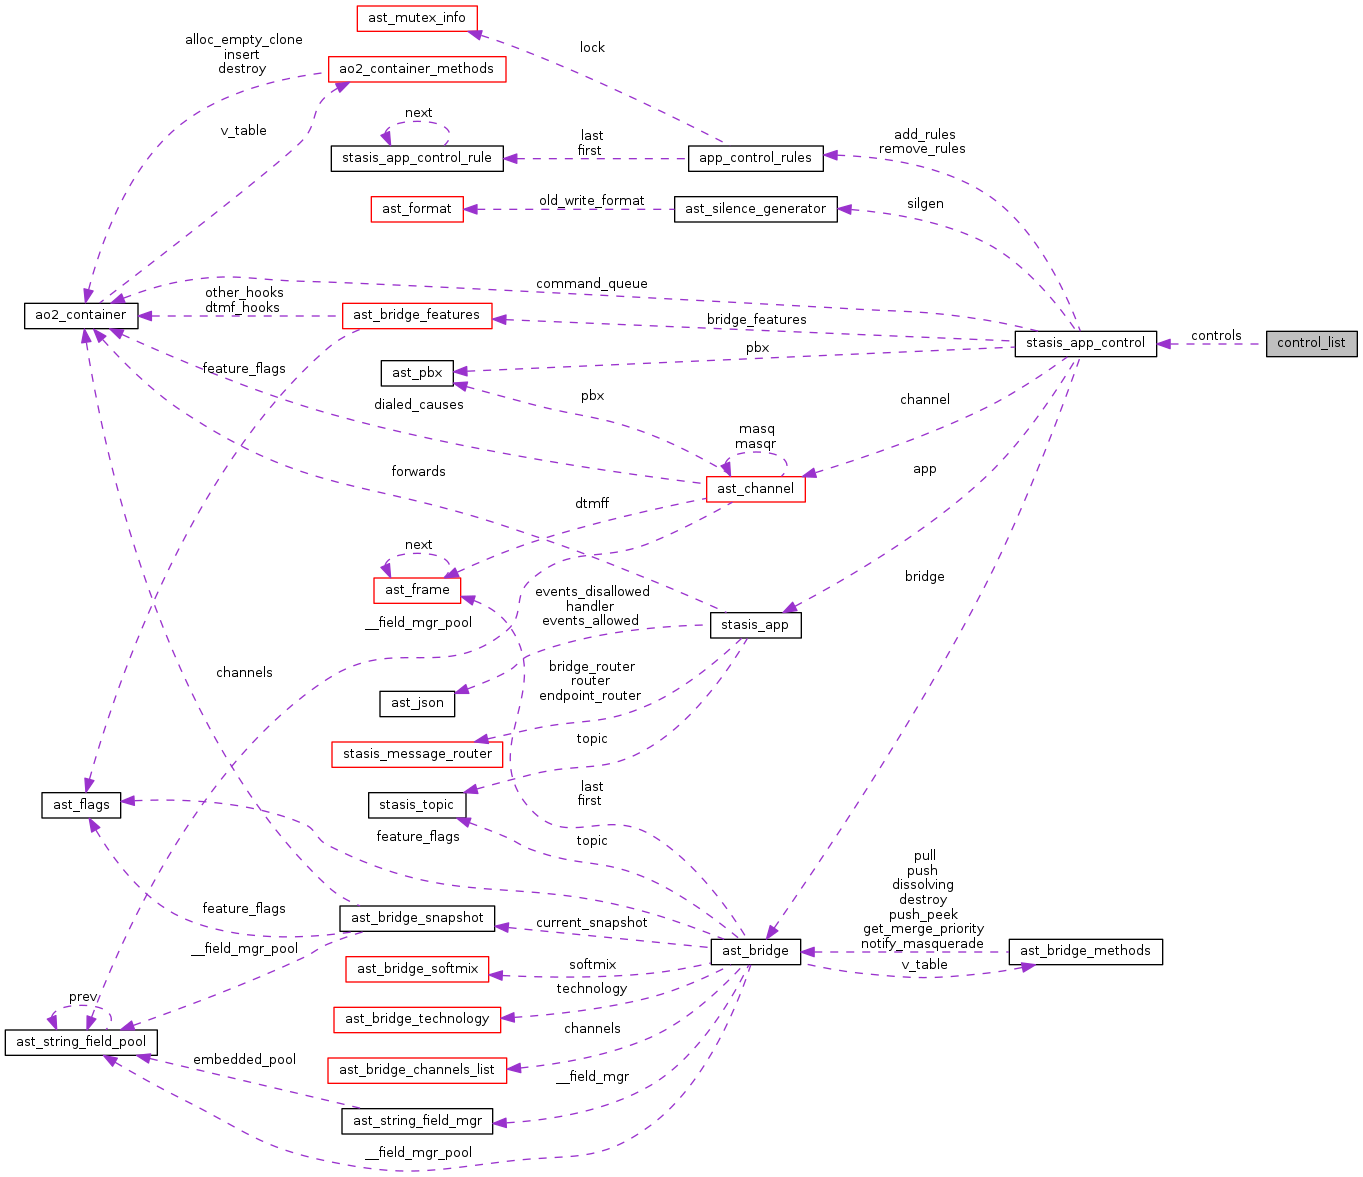 ast_mutex_info
alloc_empty_clone
insert
destroy
lock
ao2_container_methods
next
v_table
last
first
add_rules
remove_rules
stasis_app_control_rule
app_control_rules
ast_format
old_write_format
ast_silence_generator
silgen
command_queue
other_hooks
dtmf_hooks
ao2_container
ast_bridge_features
bridge_features
stasis_app_control
controls
control_list
pbx
feature_flags
ast_pbx
pbx
dialed_causes
channel
masq
masqr
forwards
app
ast_channel
dtmff
next
ast_frame
bridge
events_disallowed
handler
events_allowed
__field_mgr_pool
stasis_app
channels
bridge_router
router
endpoint_router
ast_json
topic
stasis_message_router
last
first
ast_flags
stasis_topic
feature_flags
topic
pull
push
dissolving
destroy
push_peek
get_merge_priority
notify_masquerade
feature_flags
ast_bridge_snapshot
current_snapshot
__field_mgr_pool
ast_bridge
ast_bridge_methods
v_table
ast_bridge_softmix
softmix
technology
prev
ast_bridge_technology
channels
ast_string_field_pool
embedded_pool
ast_bridge_channels_list
__field_mgr
ast_string_field_mgr
__field_mgr_pool